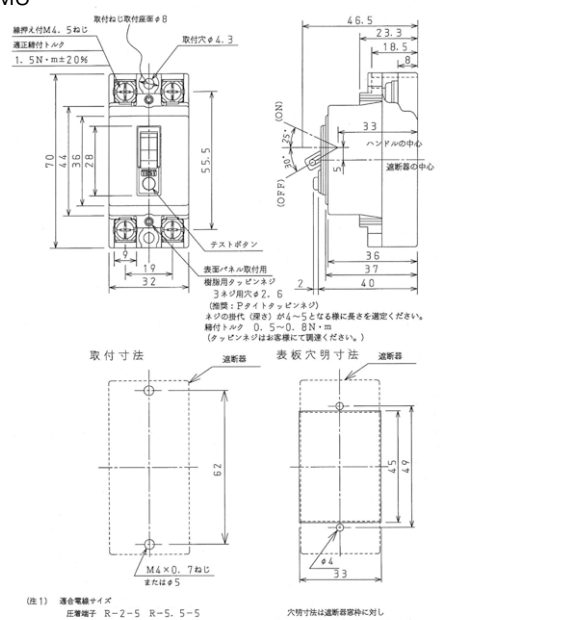 取付ねじ取付座面φ8
線押え付M4.5ねじ
適正締付トルク
1.5N・m±20%
取付穴φ4.3
46.5
23.3
18.5
8
(ON)
25°
30°
(OFF)
33
ハンドルの中心
5
遮断器の中心
70
44
36
28
55.5
テストボタン
9
19
32
36
37
2
40
表面パネル取付用
樹脂用タッピンネジ
3ネジ用穴φ2.6
(推奨:Pタイトタッピンネジ)
ネジの掛代(深さ)が4~5となる様に長さを選定ください。
締付トルク 0.5~0.8N・m
(タッピンネジはお客様にて調達ください。)
取付寸法
遮断器
62
M4×0.7ねじ
またはφ5
表板穴明寸法
遮断器
45
49
φ4
33
(注1) 適合電線サイズ
圧着端子 R-2-5 R-5.5-5
穴明寸法は遮断器窓枠に対し